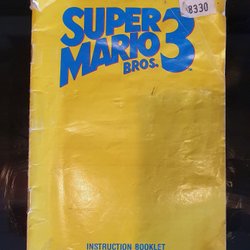 8330
SUPER
MARIO
BROS. 3
INSTRUCTION BOOKLET